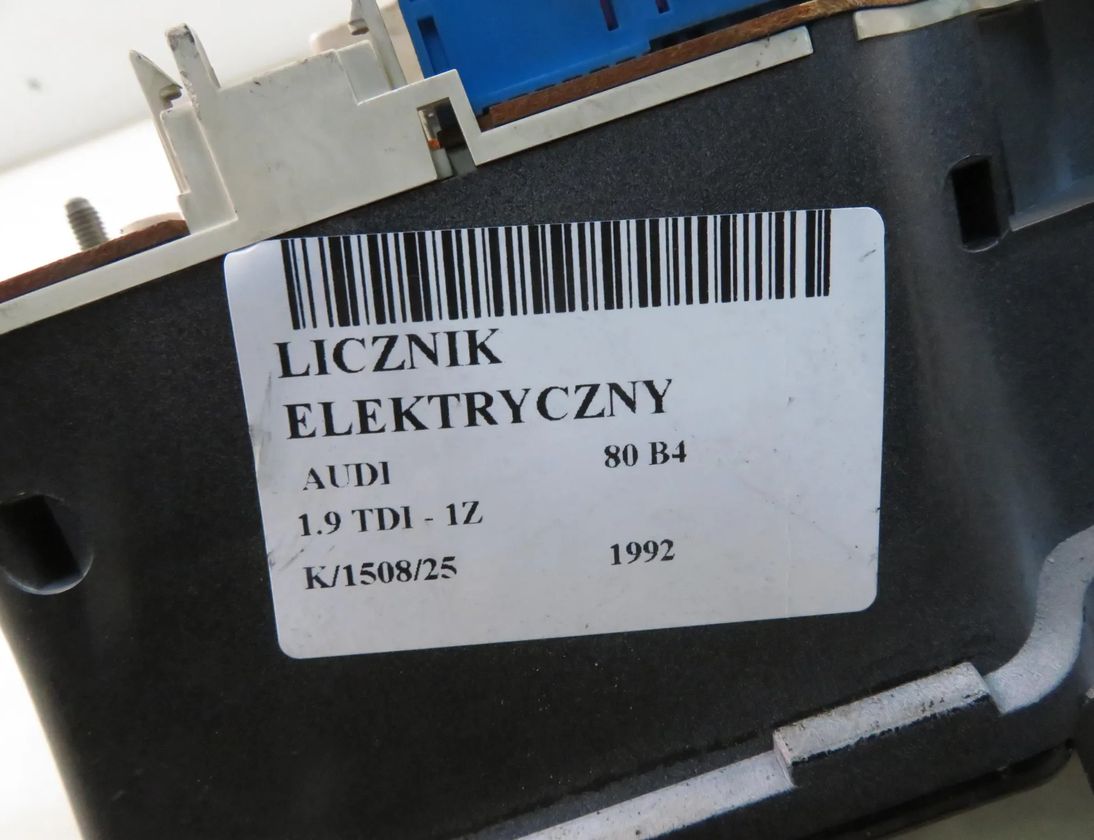 LICZNIK
ELEKTRYCZNY
AUDI 80 B4
1.9 TDI - 1Z
K/1508/25 1992